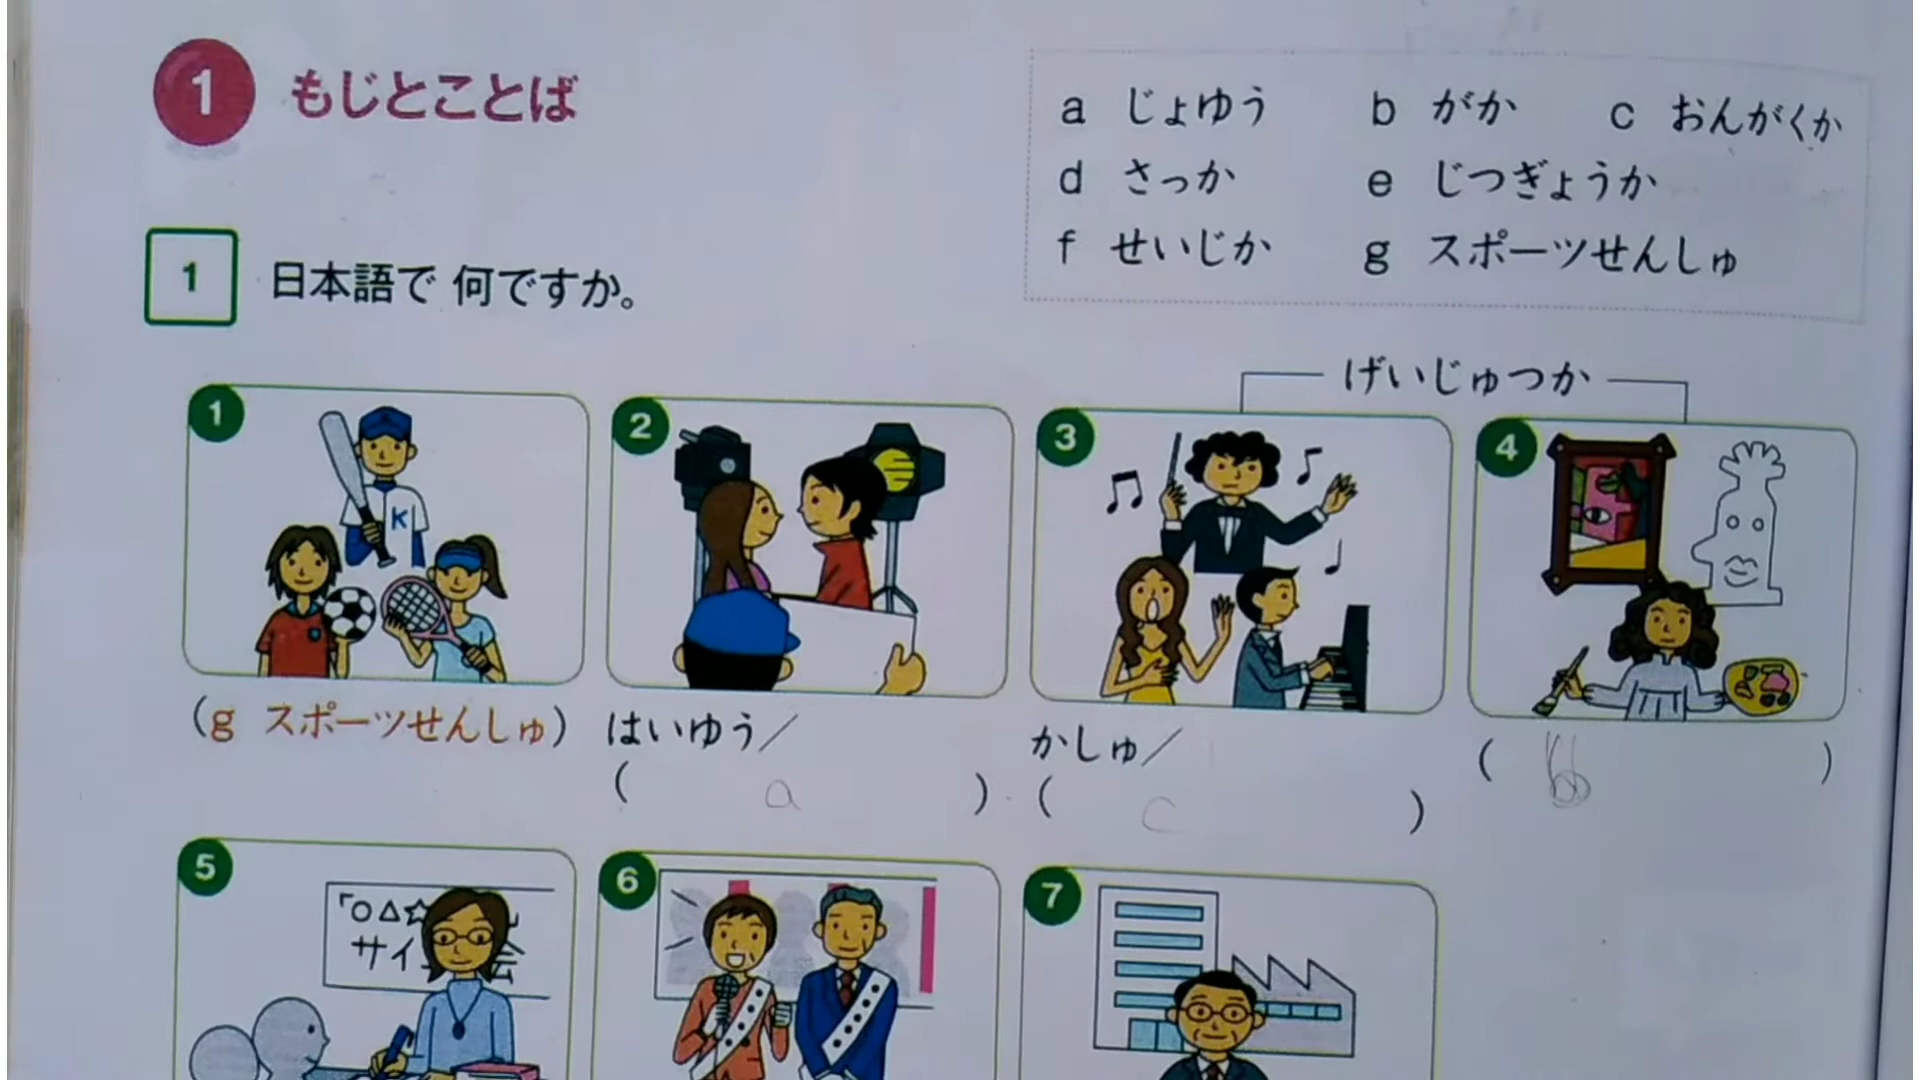 1 もじとことば
a じょゆう b がか c おんがくか
d さっか e じつぎょうか
f せいじか g スポーツせんしゅ
1 日本語で 何ですか。
げいじゅつか
1 2 3 4
K
(g スポーツせんしゅ) はいゆう／ かしゅ／
( a ) ( c ) ( b )
5 6 7
「○△☆
サイ 会